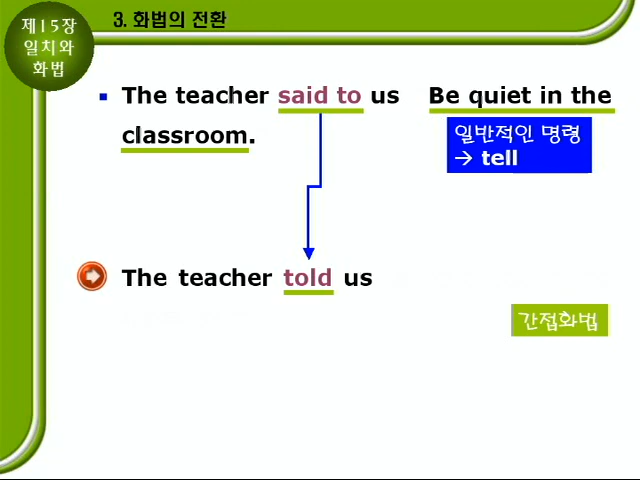 제15장
일치와
화법
3. 화법의 전환
The teacher said to us Be quiet in the
classroom.
일반적인 명령
→ tell
The teacher told us
간접화법